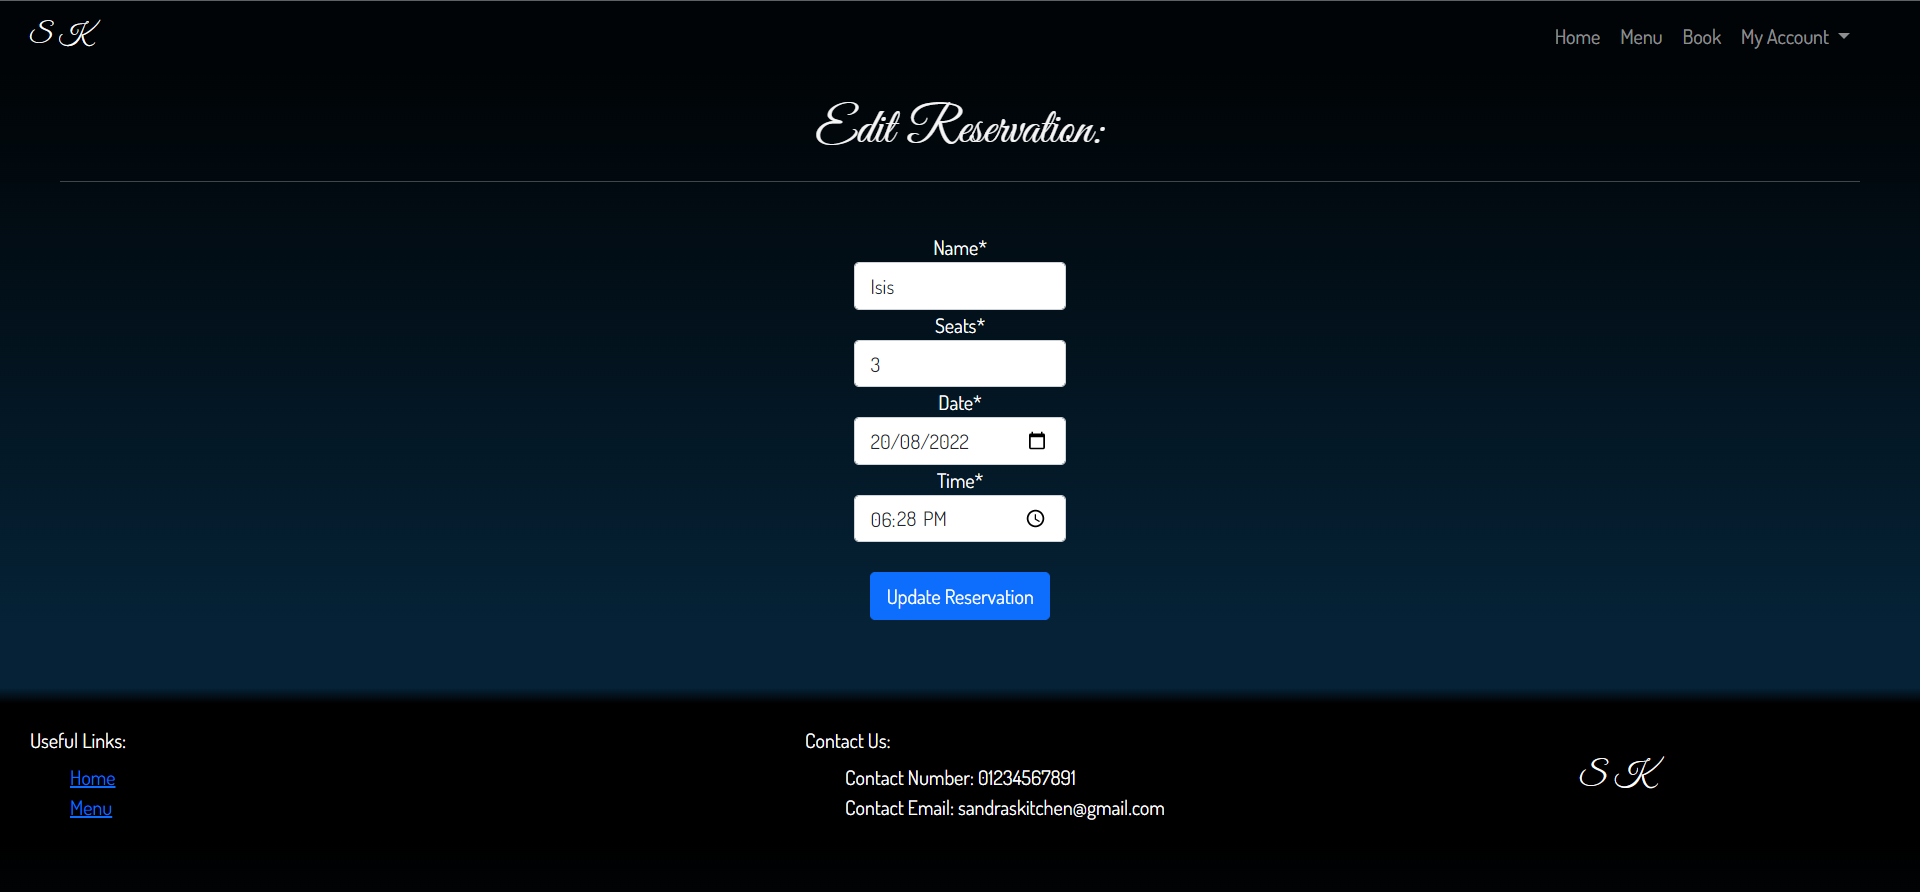 S K
Home Menu Book My Account
Edit Reservation:
Name*
Isis
Seats*
3
Date*
20/08/2022
Time*
06:28 PM
Update Reservation
Useful Links:
Home
Menu
Contact Us:
Contact Number: 01234567891
Contact Email: sandraskitchen@gmail.com
S K